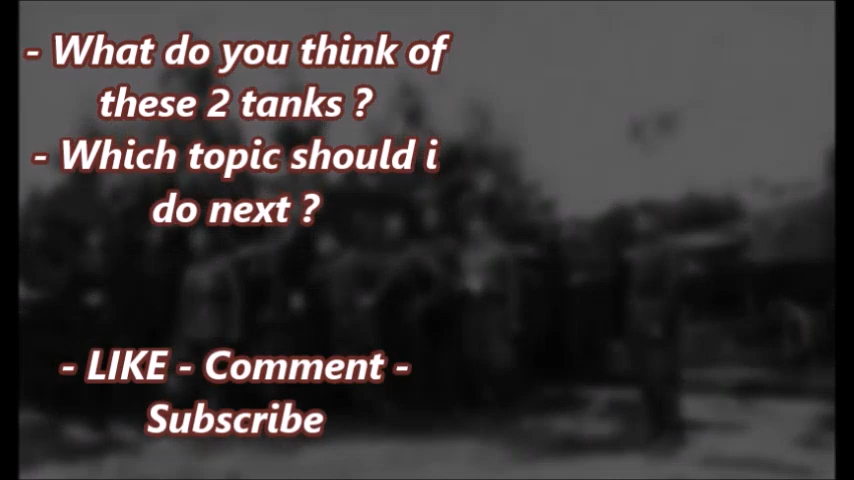 - What do you think of
these 2 tanks ?
- Which topic should i
do next ?
- LIKE - Comment -
Subscribe